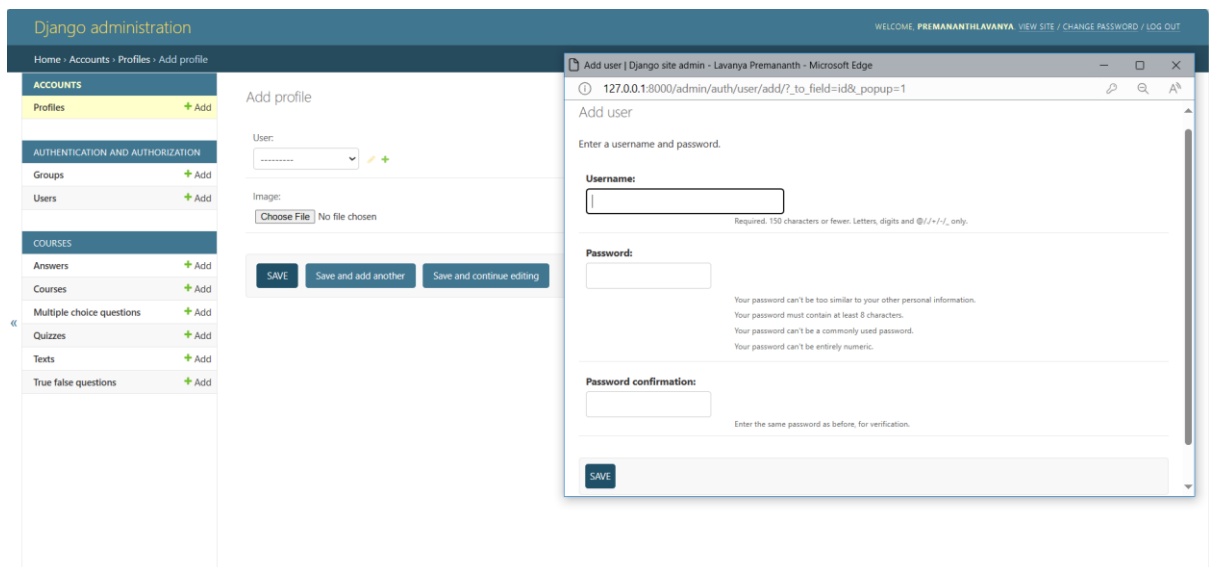 Django administration
WELCOME, PREMANANTHLAVANYA. VIEW SITE / CHANGE PASSWORD / LOG OUT
Home › Accounts › Profiles › Add profile
ACCOUNTS
Profiles + Add
AUTHENTICATION AND AUTHORIZATION
Groups + Add
Users + Add
COURSES
Answers + Add
Courses + Add
Multiple choice questions + Add
Quizzes + Add
Texts + Add
True false questions + Add
«
Add profile
User:
---------
Image:
Choose File No file chosen
SAVE Save and add another Save and continue editing
Add user | Django site admin - Lavanya Premananth - Microsoft Edge
127.0.0.1:8000/admin/auth/user/add/?_to_field=id&_popup=1
Add user
Enter a username and password.
Username:
Required. 150 characters or fewer. Letters, digits and @/./+/-/_ only.
Password:
Your password can't be too similar to your other personal information.
Your password must contain at least 8 characters.
Your password can't be a commonly used password.
Your password can't be entirely numeric.
Password confirmation:
Enter the same password as before, for verification.
SAVE